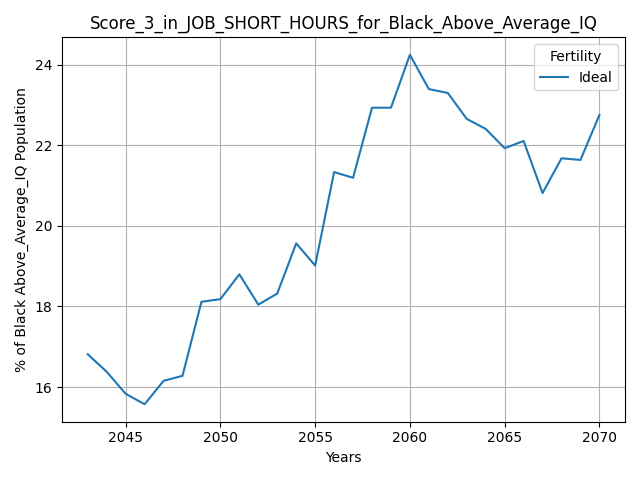 Score_3_in_JOB_SHORT_HOURS_for_Black_Above_Average_IQ
Fertility
Ideal
% of Black Above_Average_IQ Population
24
22
20
18
16
2045 2050 2055 2060 2065 2070
Years